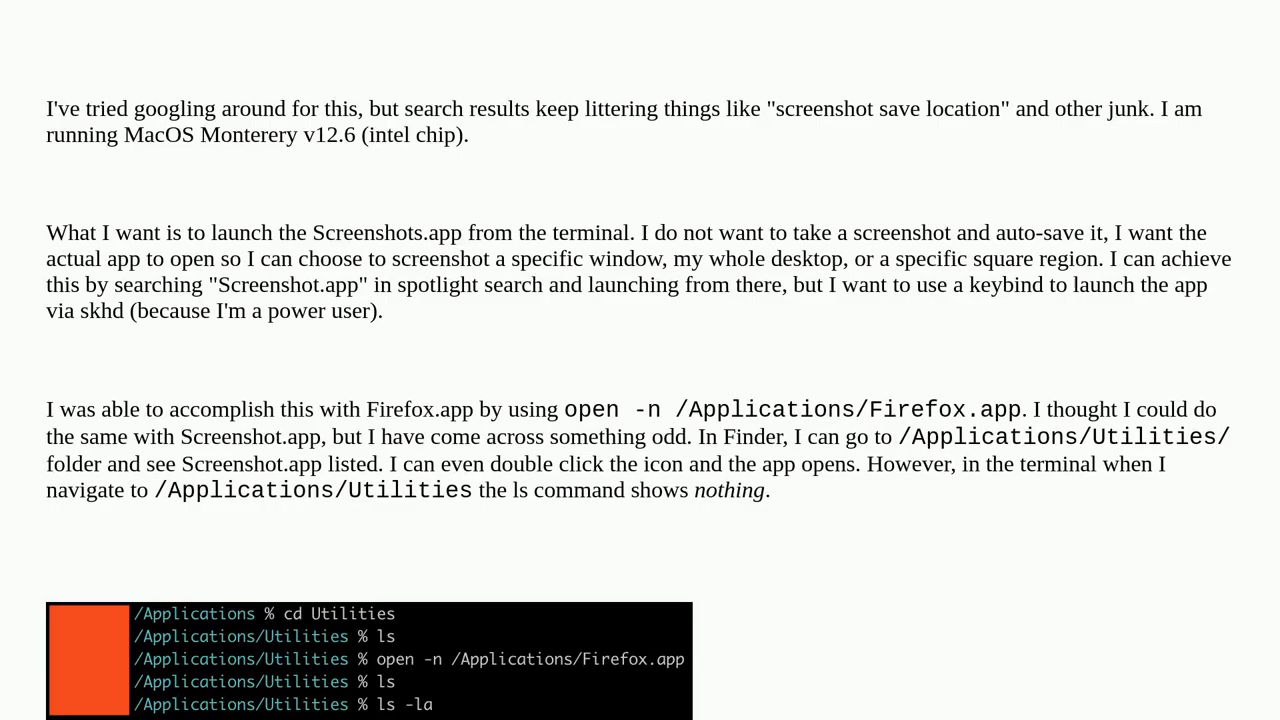 I've tried googling around for this, but search results keep littering things like "screenshot save location" and other junk. I am
running MacOS Monterery v12.6 (intel chip).
What I want is to launch the Screenshots.app from the terminal. I do not want to take a screenshot and auto-save it, I want the
actual app to open so I can choose to screenshot a specific window, my whole desktop, or a specific square region. I can achieve
this by searching "Screenshot.app" in spotlight search and launching from there, but I want to use a keybind to launch the app
via skhd (because I'm a power user).
I was able to accomplish this with Firefox.app by using open -n /Applications/Firefox.app. I thought I could do
the same with Screenshot.app, but I have come across something odd. In Finder, I can go to /Applications/Utilities/
folder and see Screenshot.app listed. I can even double click the icon and the app opens. However, in the terminal when I
navigate to /Applications/Utilities the ls command shows nothing.
/Applications % cd Utilities
/Applications/Utilities % ls
/Applications/Utilities % open -n /Applications/Firefox.app
/Applications/Utilities % ls
/Applications/Utilities % ls -la